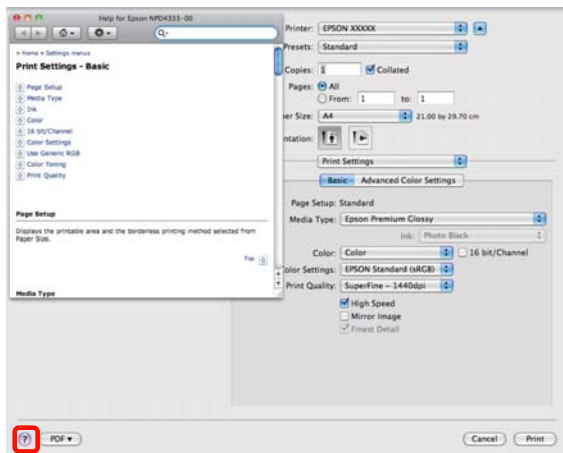 Help for Epson NPD4333-00
> Home > Settings menus
Print Settings - Basic
Page Setup
Media Type
Ink
Color
16 bit/Channel
Color Settings
Use Generic RGB
Color Toning
Print Quality
Page Setup
Displays the printable area and the borderless printing method selected from
Paper Size.
Top
Media Type
Printer: EPSON XXXXX
Presets: Standard
Copies: 1 Collated
Pages: All
From: 1 to: 1
er Size: A4 21.00 by 29.70 cm
ntation:
Print Settings
Basic Advanced Color Settings
Page Setup: Standard
Media Type: Epson Premium Glossy
Ink: Photo Black
Color: Color 16 bit/Channel
olor Settings: EPSON Standard (sRGB)
Print Quality: SuperFine - 1440dpi
High Speed
Mirror Image
Finest Detail
? PDF Cancel Print